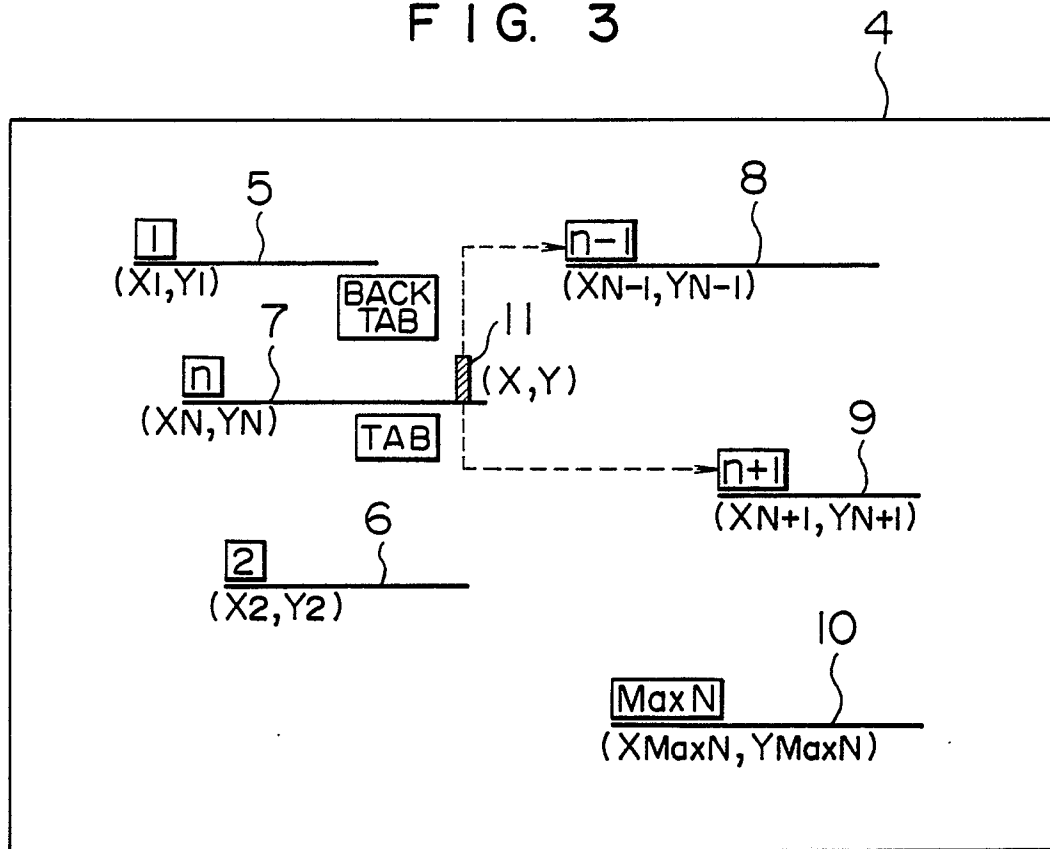 FIG. 3
4
5
8
1
n-1
(X1,Y1)
(XN-1, YN-1)
BACK
TAB
7
11
n
(X,Y)
(XN,YN)
TAB
9
n+1
(XN+1, YN+1)
6
2
(X2,Y2)
10
MaxN
(XMaxN, YMaxN)